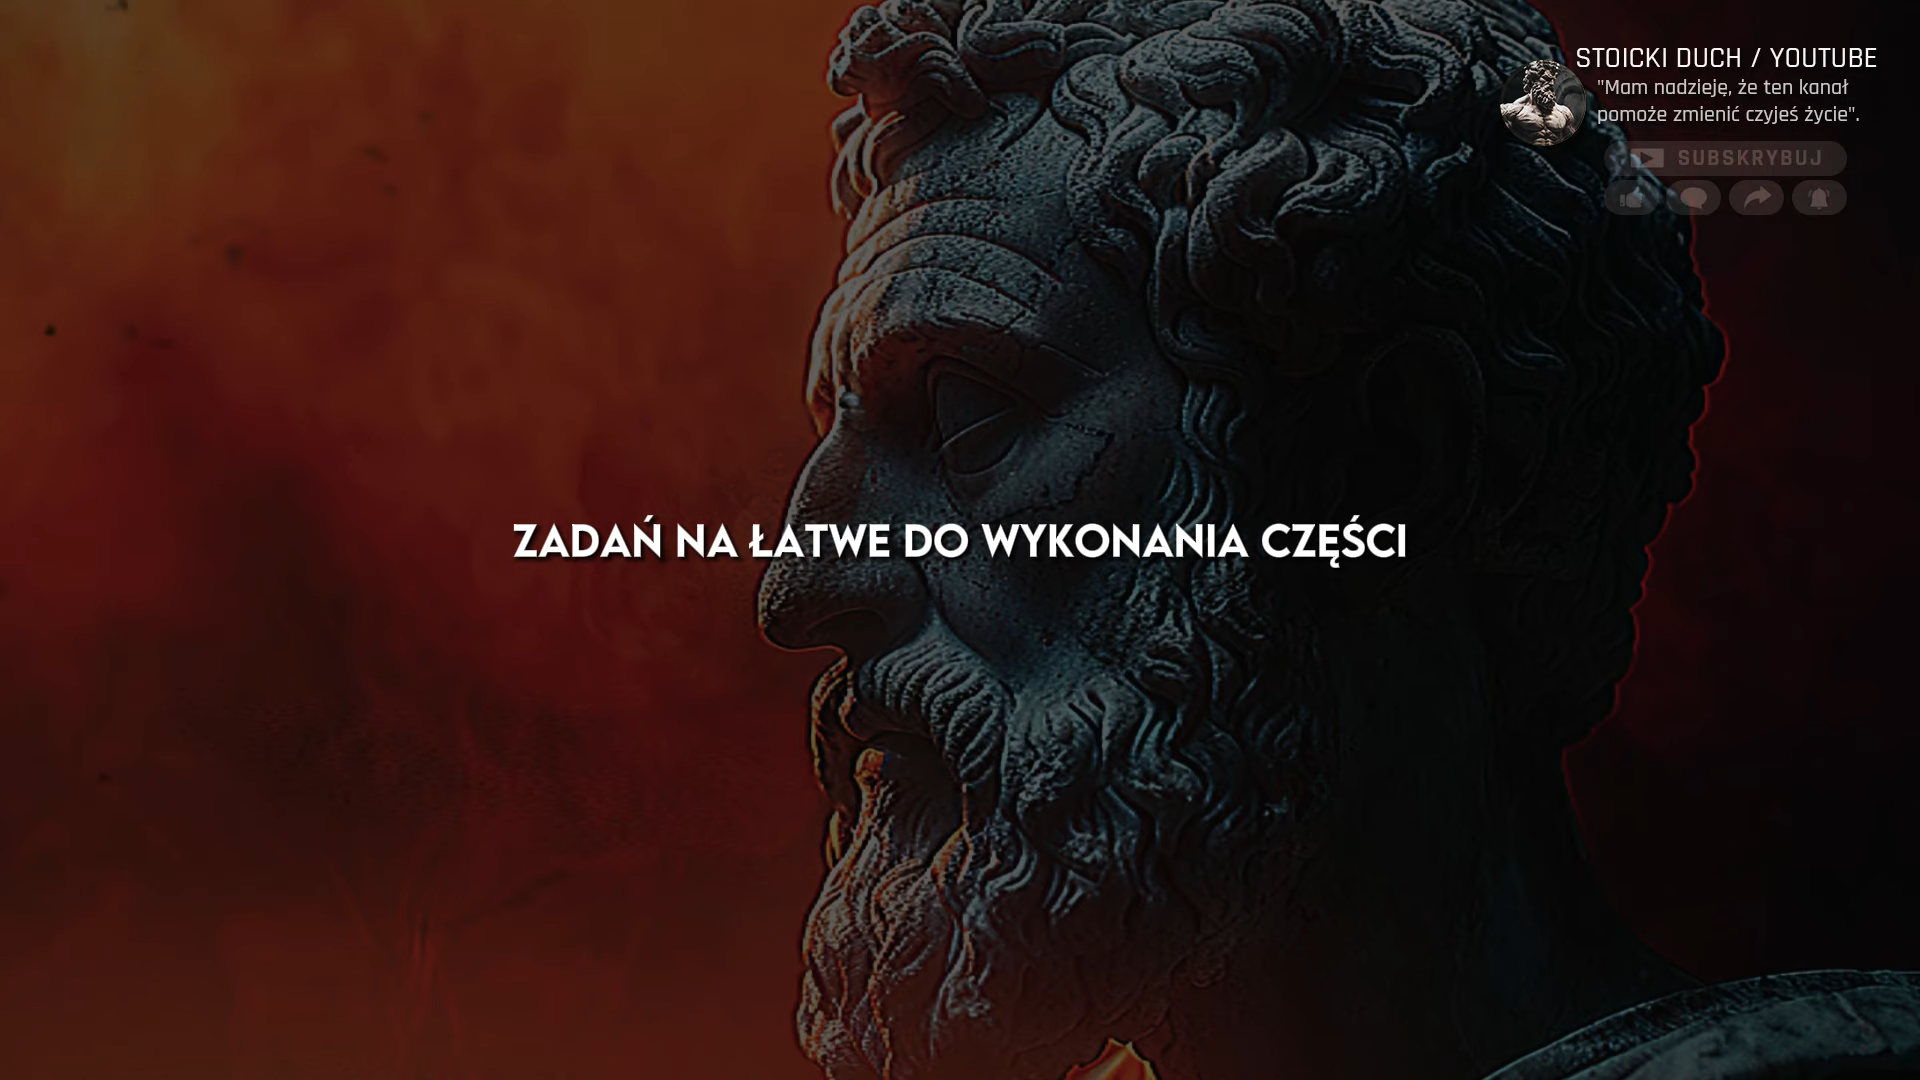 STOICKI DUCH / YOUTUBE
"Mam nadzieję, że ten kanał
pomoże zmienić czyjeś życie".
SUBSKRYBUJ
ZADAŃ NA ŁATWE DO WYKONANIA CZĘŚCI